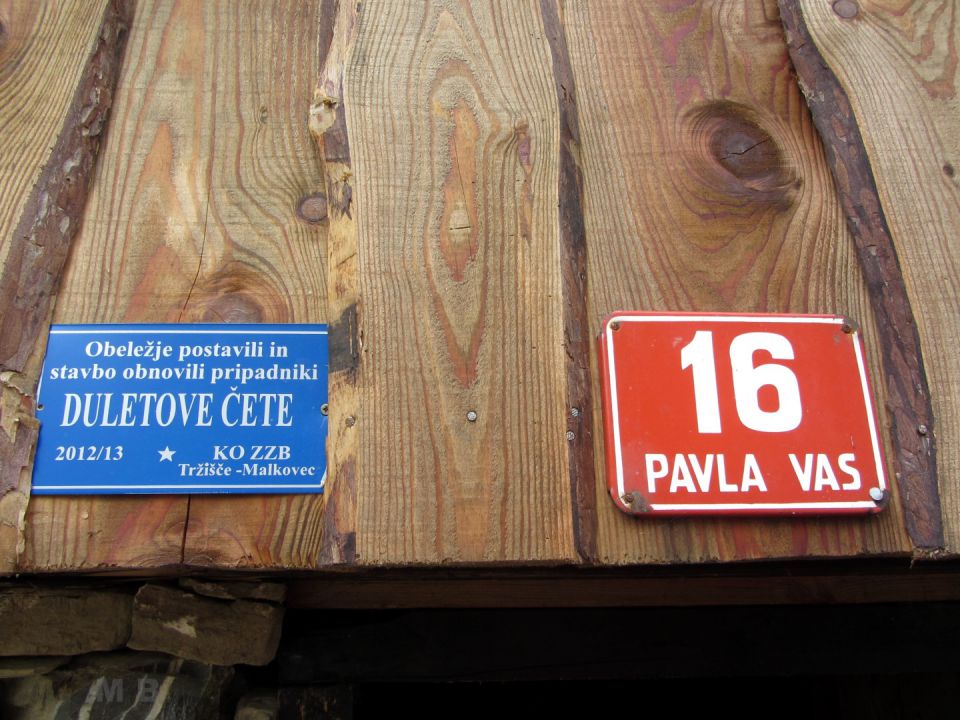 Obeležje postavili in
stavbo obnovili pripadniki
DULETOVE ČETE
2012/13 ★ KO ZZB
Tržišče -Malkovec
16
PAVLA VAS
M B